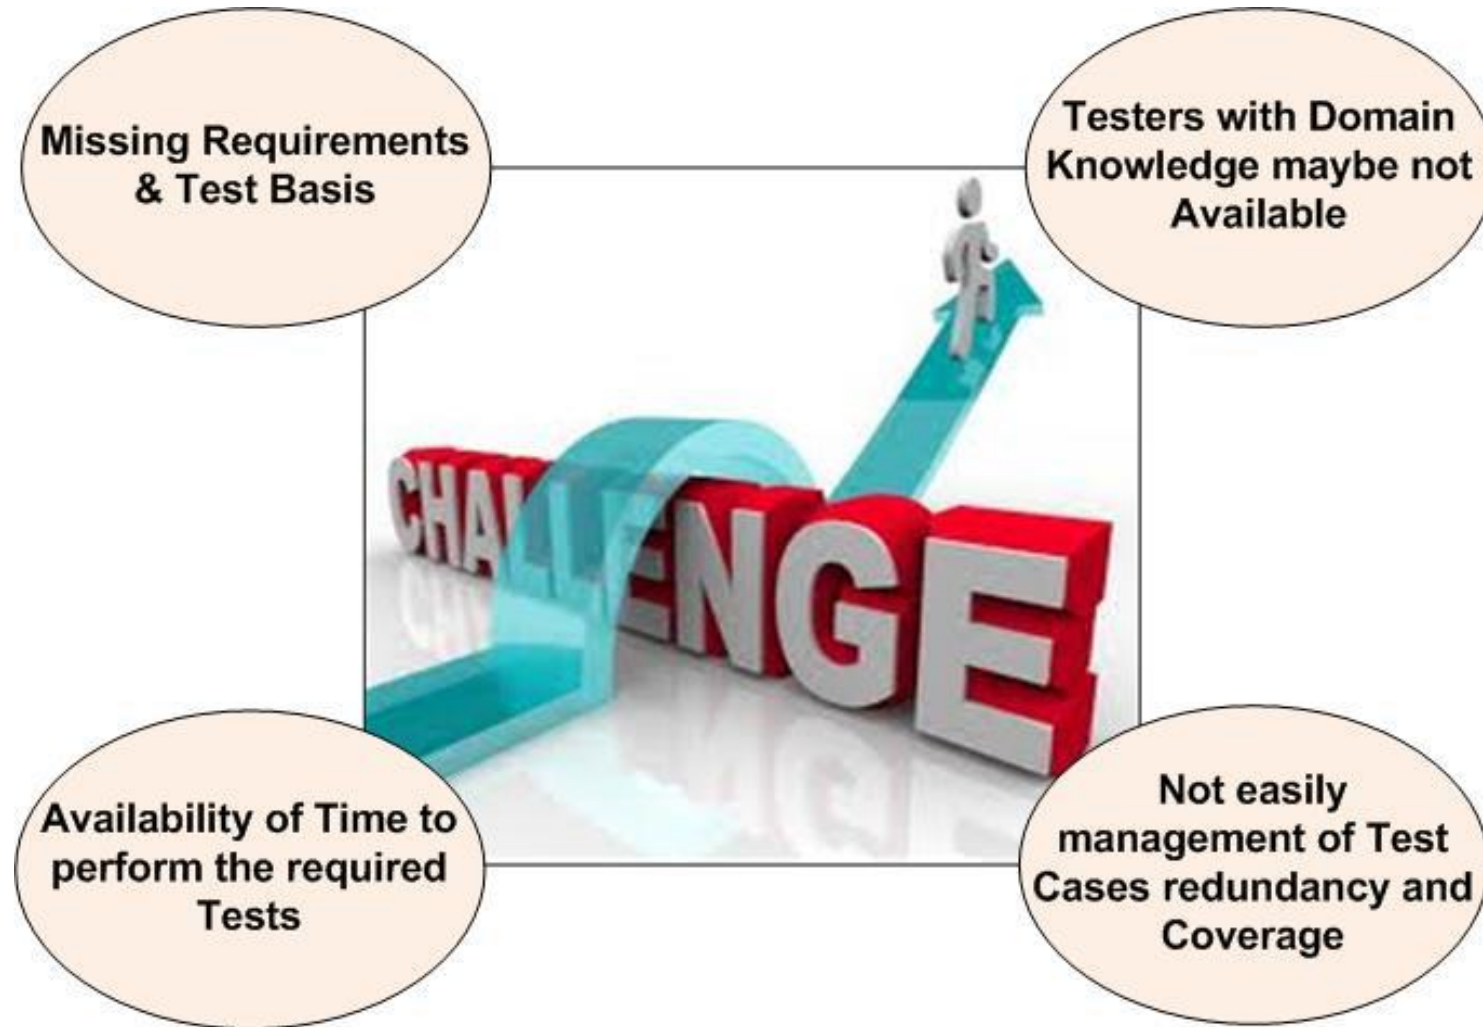 Missing Requirements
& Test Basis
Testers with Domain
Knowledge maybe not
Available
CHALLENGE
Availability of Time to
perform the required
Tests
Not easily
management of Test
Cases redundancy and
Coverage